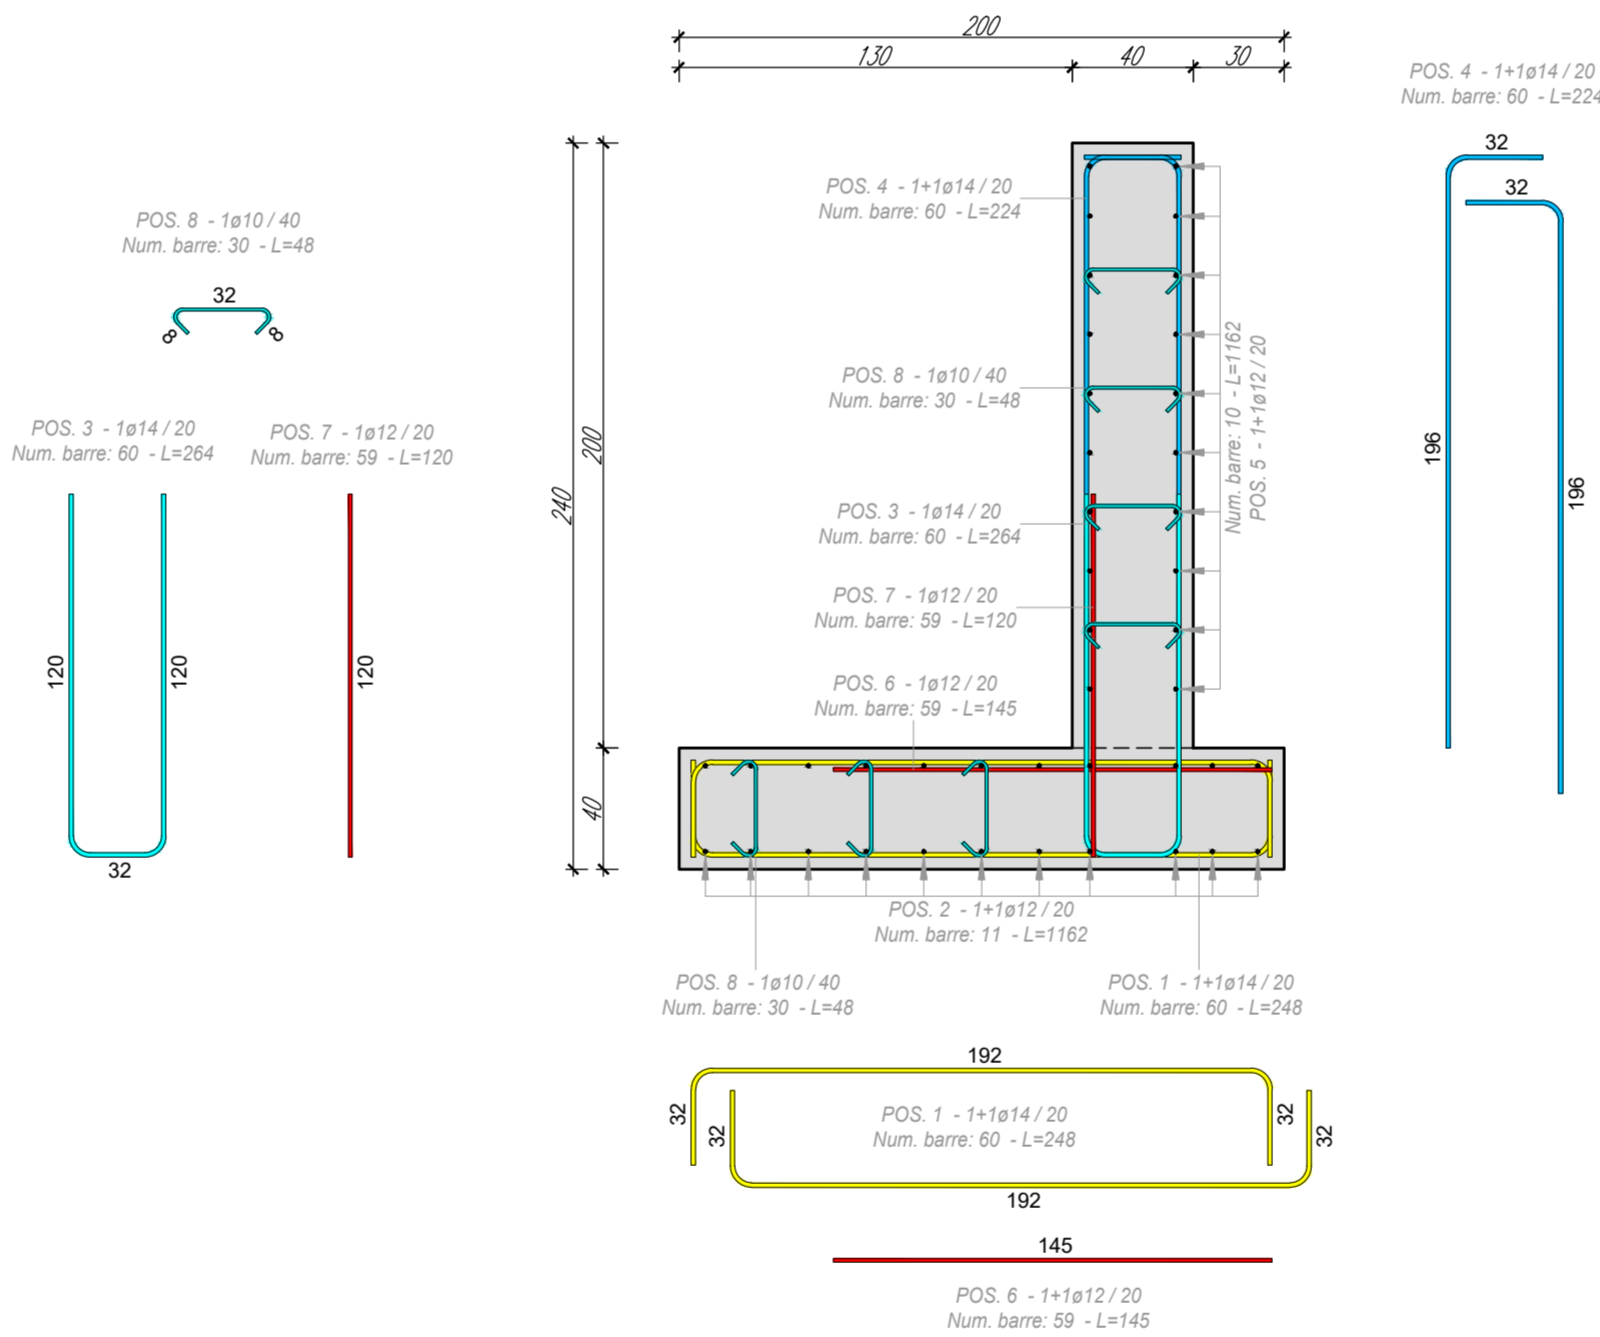 200
130
40
30
POS. 4 - 1+1ø14 / 20
Num. barre: 60 - L=224
32
32
196
196
POS. 8 - 1ø10 / 40
Num. barre: 30 - L=48
32
8
8
POS. 3 - 1ø14 / 20
Num. barre: 60 - L=264
120
120
32
POS. 7 - 1ø12 / 20
Num. barre: 59 - L=120
120
240
200
40
POS. 4 - 1+1ø14 / 20
Num. barre: 60 - L=224
POS. 8 - 1ø10 / 40
Num. barre: 30 - L=48
POS. 3 - 1ø14 / 20
Num. barre: 60 - L=264
POS. 7 - 1ø12 / 20
Num. barre: 59 - L=120
POS. 6 - 1ø12 / 20
Num. barre: 59 - L=145
Num. barre: 10 - L=1162
POS. 5 - 1+1ø12 / 20
POS. 2 - 1+1ø12 / 20
Num. barre: 11 - L=1162
POS. 8 - 1ø10 / 40
Num. barre: 30 - L=48
POS. 1 - 1+1ø14 / 20
Num. barre: 60 - L=248
192
32
32
POS. 1 - 1+1ø14 / 20
Num. barre: 60 - L=248
32
32
192
145
POS. 6 - 1+1ø12 / 20
Num. barre: 59 - L=145